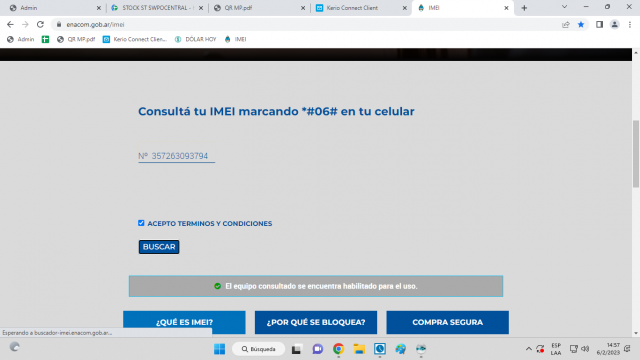 Admin
STOCK ST SWPOCENTRAL -
QR MP.pdf
Kerio Connect Client
IMEI
enacom.gob.ar/imei
Admin
QR MP.pdf
Kerio Connect Clien...
DOLAR HOY
IMEI
Consultá tu IMEI marcando *#06# en tu celular
Nº 357263093794
ACEPTO TERMINOS Y CONDICIONES
BUSCAR
El equipo consultado se encuentra habilitado para el uso.
¿QUÉ ES IMEI?
¿POR QUÉ SE BLOQUEA?
COMPRA SEGURA
Esperando a buscador-imei.enacom.gob.ar...
Búsqueda
ESP
LAA
14:57
6/2/2023